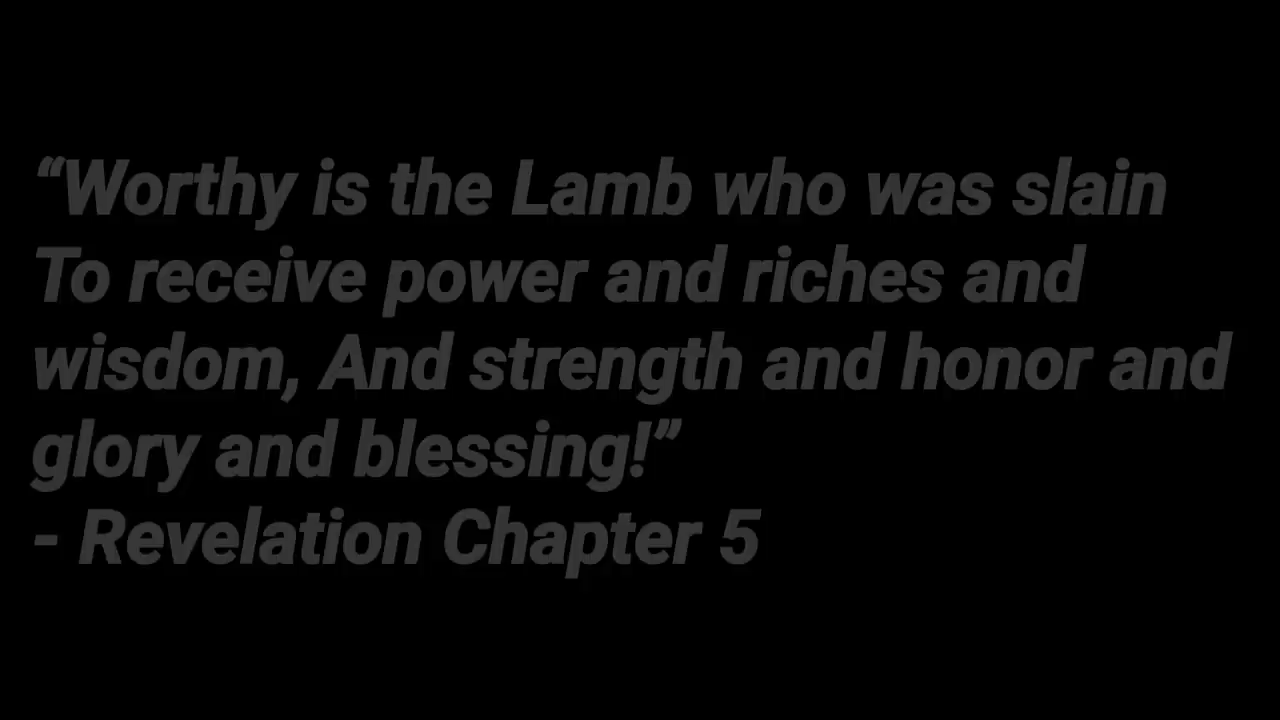 “Worthy is the Lamb who was slain
To receive power and riches and
wisdom, And strength and honor and
glory and blessing!”
- Revelation Chapter 5